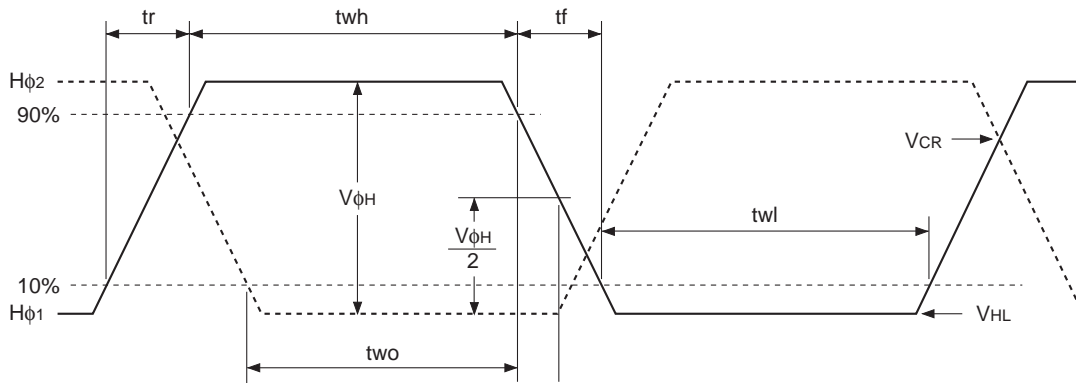 tr
twh
tf
Hϕ2
90%
VCR
VϕH
VϕH
2
twl
10%
Hϕ1
VHL
two